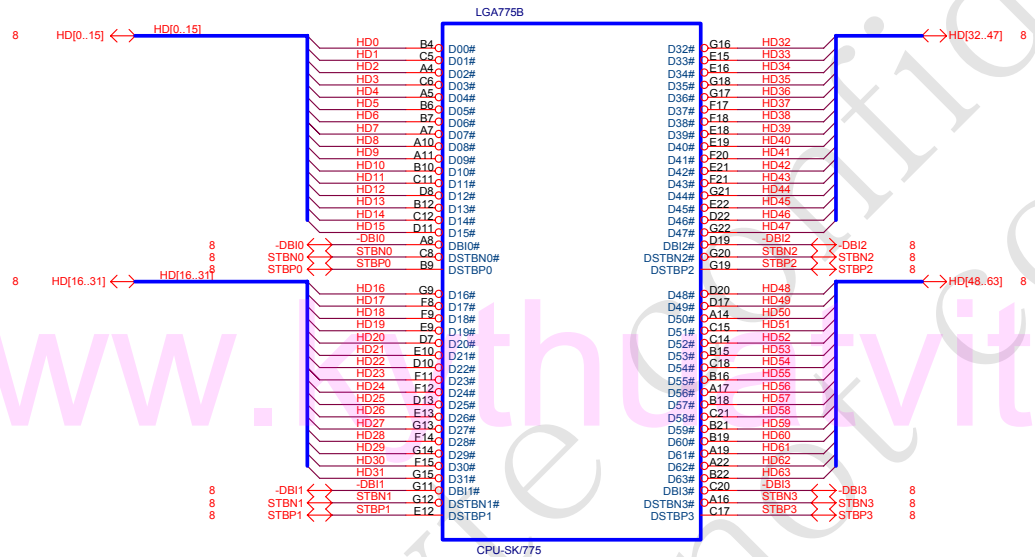 LGA775B
8 HD[0..15] HD[0..15] HD[32..47] 8
HD0 B4 D00# D32# G16 HD32
HD1 C5 D01# D33# E15 HD33
HD2 A4 D02# D34# E16 HD34
HD3 C6 D03# D35# G18 HD35
HD4 A5 D04# D36# G17 HD36
HD5 B6 D05# D37# F17 HD37
HD6 B7 D06# D38# F18 HD38
HD7 A7 D07# D39# E18 HD39
HD8 A10 D08# D40# E19 HD40
HD9 A11 D09# D41# F20 HD41
HD10 B10 D10# D42# E21 HD42
HD11 C11 D11# D43# F21 HD43
HD12 D8 D12# D44# G21 HD44
HD13 B12 D13# D45# E22 HD45
HD14 C12 D14# D46# D22 HD46
HD15 D11 D15# D47# G22 HD47
8 -DBI0 -DBI0 A8 DBI0# DBI2# D19 -DBI2 -DBI2 8
8 STBN0 STBN0 C8 DSTBN0# DSTBN2# G20 STBN2 STBN2 8
8 STBP0 STBP0 B9 DSTBP0 DSTBP2 G19 STBP2 STBP2 8
8 HD[16..31] HD[16..31] HD[48..63] 8
HD16 G9 D16# D48# D20 HD48
HD17 F8 D17# D49# D17 HD49
HD18 F9 D18# D50# A14 HD50
HD19 E9 D19# D51# C15 HD51
HD20 D7 D20# D52# C14 HD52
HD21 E10 D21# D53# B15 HD53
HD22 D10 D22# D54# C18 HD54
HD23 F11 D23# D55# B16 HD55
HD24 F12 D24# D56# A17 HD56
HD25 D13 D25# D57# B18 HD57
HD26 E13 D26# D58# C21 HD58
HD27 G13 D27# D59# B21 HD59
HD28 F14 D28# D60# B19 HD60
HD29 G14 D29# D61# A19 HD61
HD30 F15 D30# D62# A22 HD62
HD31 G15 D31# D63# B22 HD63
8 -DBI1 -DBI1 G11 DBI1# DBI3# C20 -DBI3 -DBI3 8
8 STBN1 STBN1 G12 DSTBN1# DSTBN3# A16 STBN3 STBN3 8
8 STBP1 STBP1 E12 DSTBP1 DSTBP3 C17 STBP3 STBP3 8
CPU-SK/775